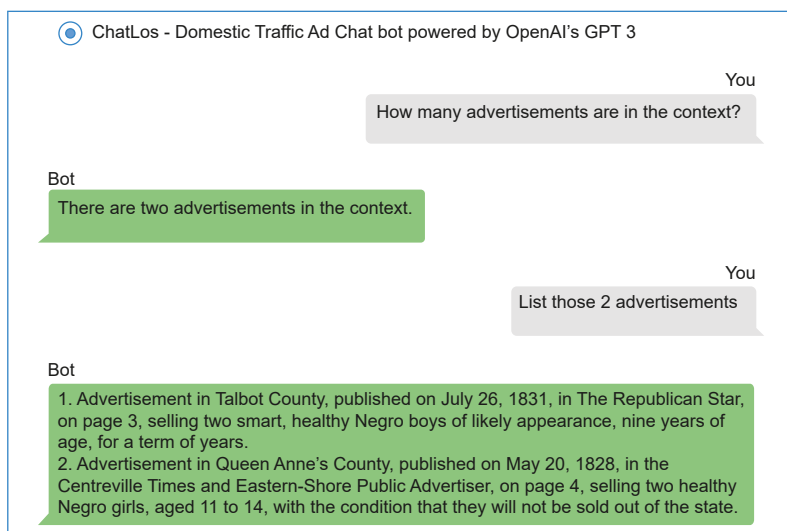 ChatLos - Domestic Traffic Ad Chat bot powered by OpenAI’s GPT 3
You
How many advertisements are in the context?
Bot
There are two advertisements in the context.
You
List those 2 advertisements
Bot
1. Advertisement in Talbot County, published on July 26, 1831, in The Republican Star,
on page 3, selling two smart, healthy Negro boys of likely appearance, nine years of
age, for a term of years.
2. Advertisement in Queen Anne’s County, published on May 20, 1828, in the
Centreville Times and Eastern-Shore Public Advertiser, on page 4, selling two healthy
Negro girls, aged 11 to 14, with the condition that they will not be sold out of the state.